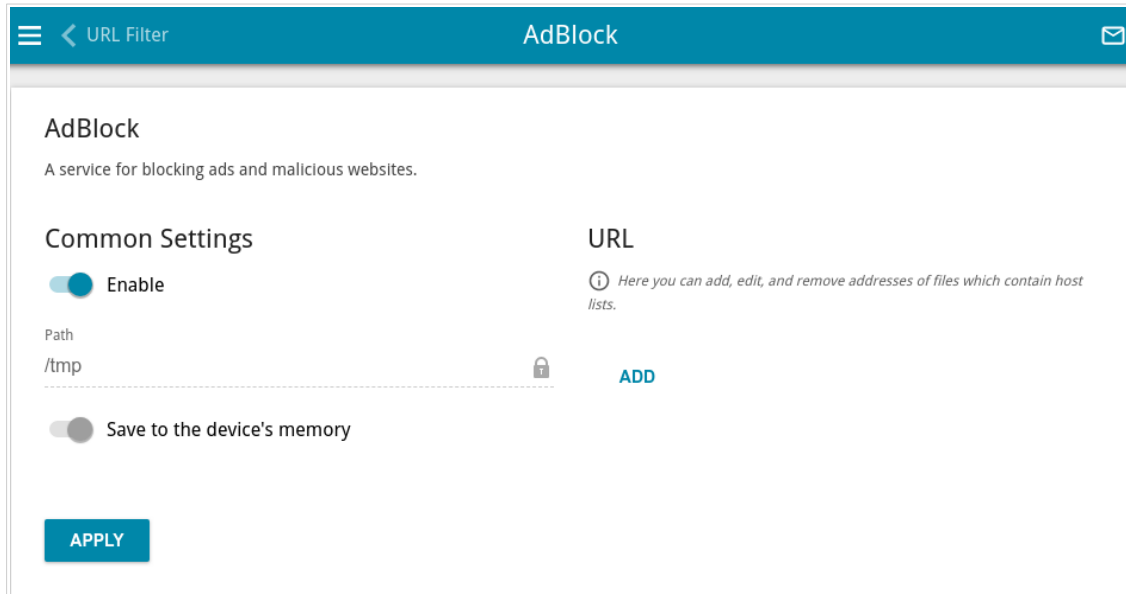 URL Filter
AdBlock
AdBlock
A service for blocking ads and malicious websites.
Common Settings
Enable
Path
/tmp
Save to the device's memory
APPLY
URL
Here you can add, edit, and remove addresses of files which contain host
lists.
ADD